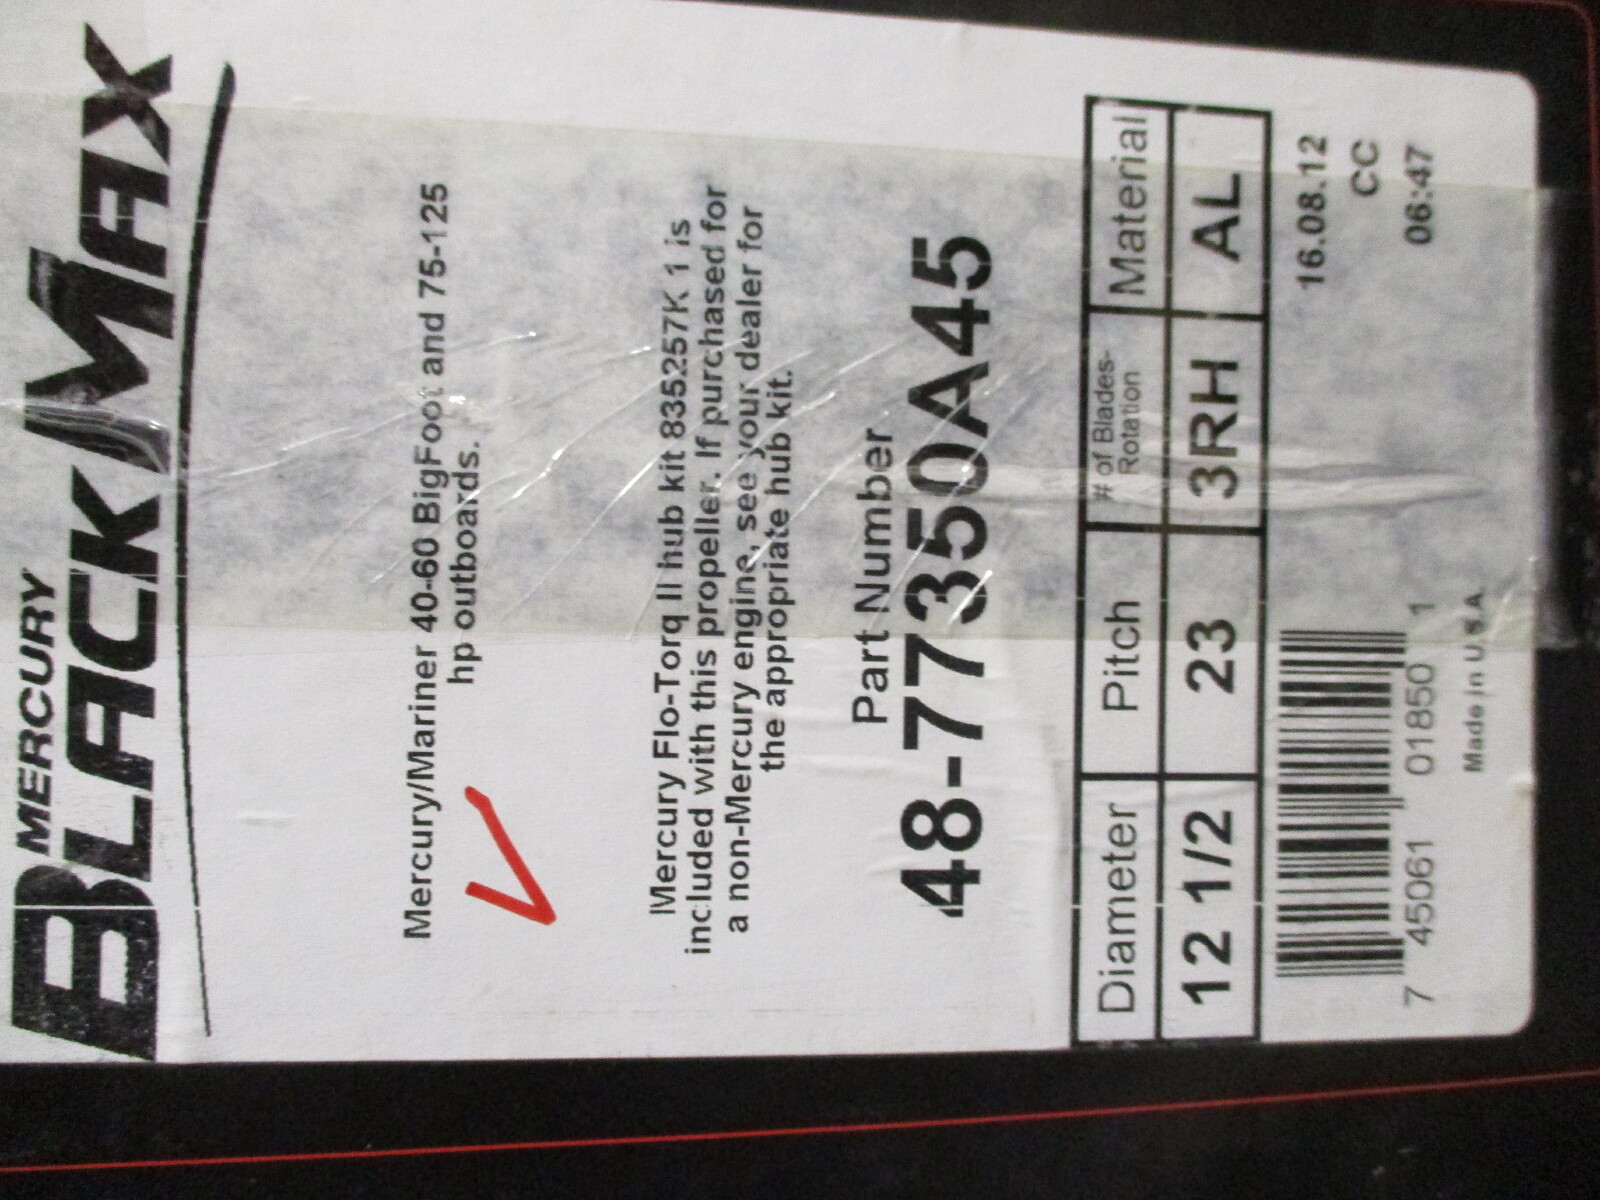 MERCURY
BLACKMAX
Mercury/Mariner 40-60 BigFoot and 75-125
hp outboards.
Mercury Flo-Torq II hub kit 835257K 1 is
included with this propeller. If purchased for
a non-Mercury engine, see your dealer for
the appropriate hub kit.
Part Number
48-77350A45
Diameter Pitch # of Blades-Rotation Material
12 1/2 23 3RH AL
16.08.12
CC
06:47
7 45061 01850 1
Made in U.S.A.